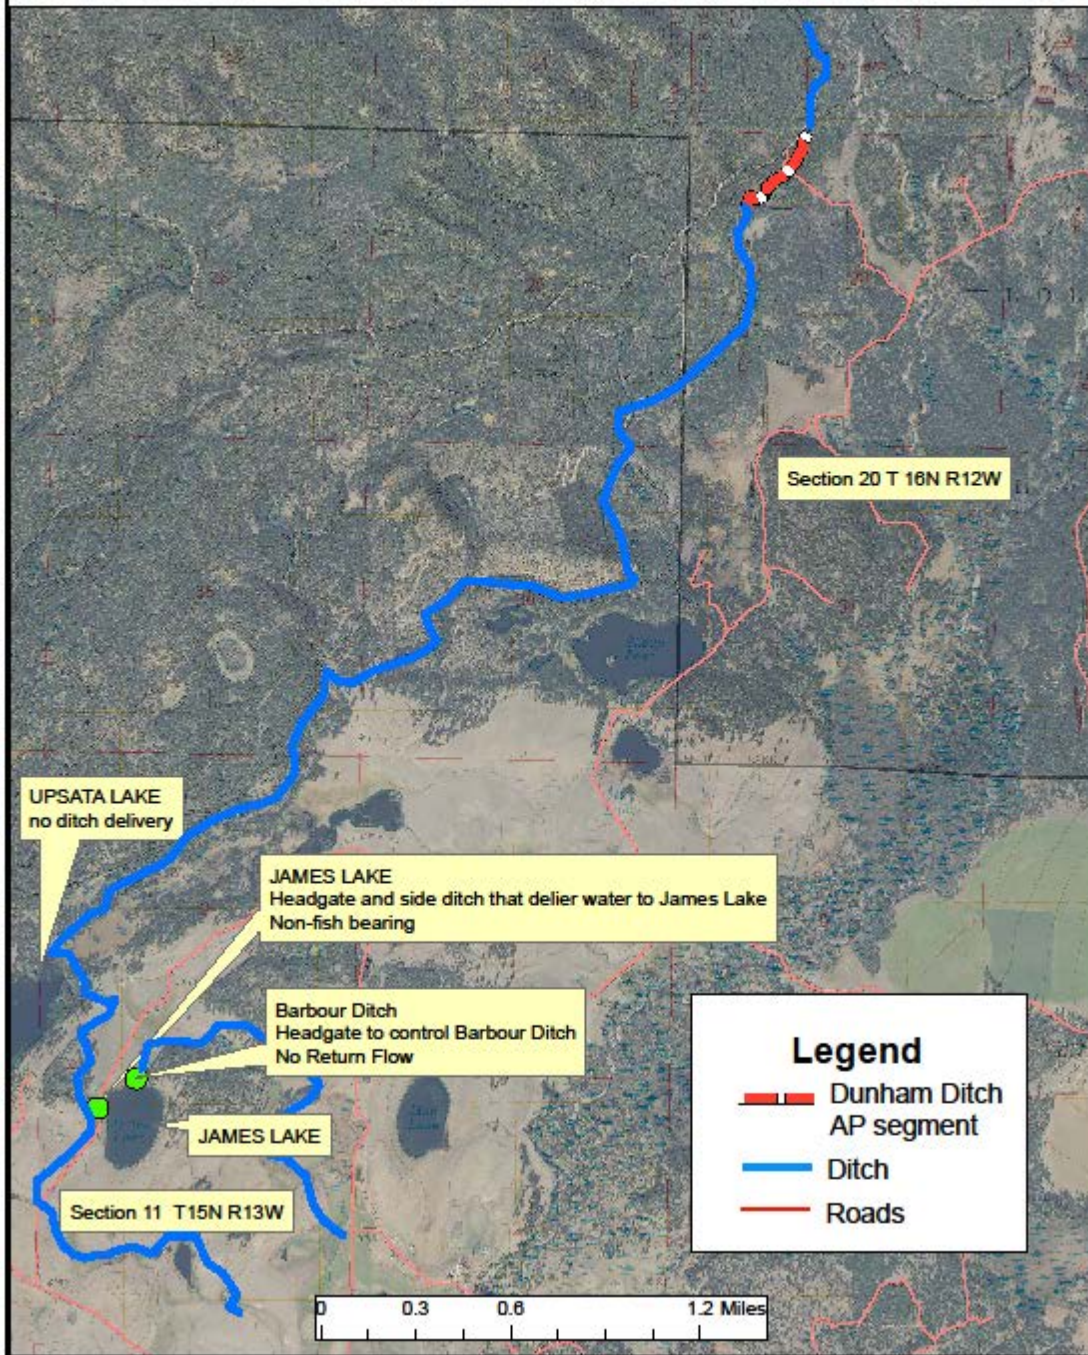 Section 20 T 16N R12W
UPSATA LAKE
no ditch delivery
JAMES LAKE
Headgate and side ditch that delier water to James Lake
Non-fish bearing
Barbour Ditch
Headgate to control Barbour Ditch
No Return Flow
JAMES LAKE
Section 11 T15N R13W
Legend
Dunham Ditch
AP segment
Ditch
Roads
0 0.3 0.6 1.2 Miles